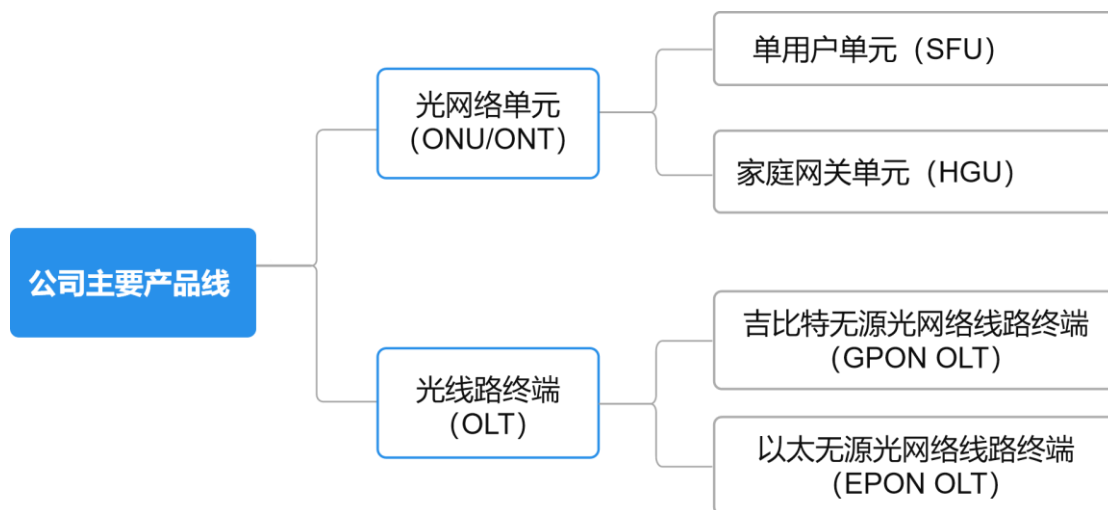 公司主要产品线
光网络单元
（ONU/ONT）
单用户单元（SFU）
家庭网关单元（HGU）
光线路终端
（OLT）
吉比特无源光网络线路终端
（GPON OLT）
以太无源光网络线路终端
（EPON OLT）